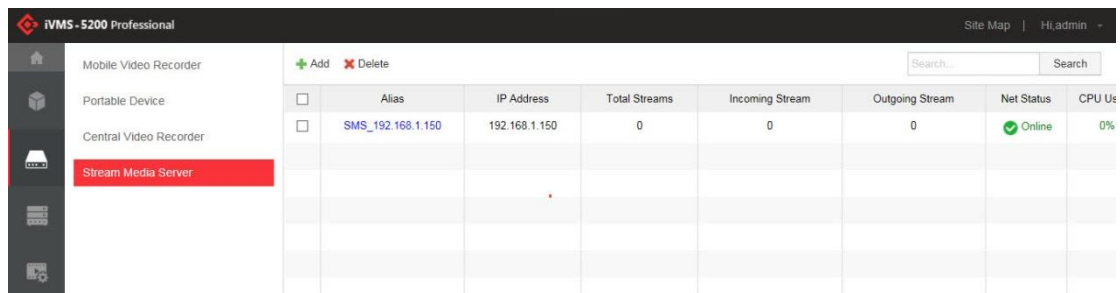 iVMS-5200 Professional
Site Map | Hi,admin
Mobile Video Recorder
Portable Device
Central Video Recorder
Stream Media Server
Add Delete
Search... Search
Alias IP Address Total Streams Incoming Stream Outgoing Stream Net Status CPU Us
SMS_192.168.1.150 192.168.1.150 0 0 0 Online 0%